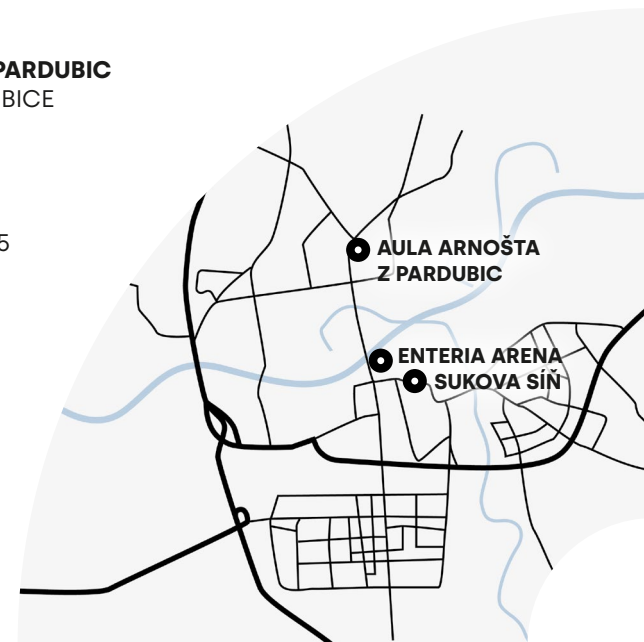 PARDUBIC
BICE
5
AULA ARNOŠTA
Z PARDUBIC
ENTERIA ARENA
SUKOVA SÍŇ